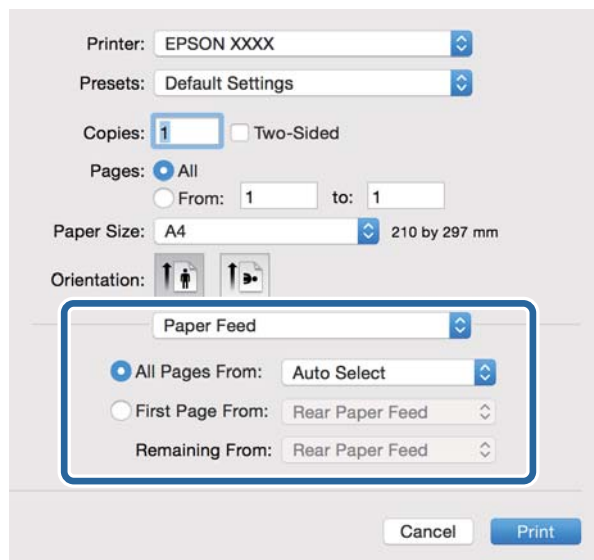 Printer: EPSON XXXX
Presets: Default Settings
Copies: 1 Two-Sided
Pages: All
From: 1 to: 1
Paper Size: A4 210 by 297 mm
Orientation:
Paper Feed
All Pages From: Auto Select
First Page From: Rear Paper Feed
Remaining From: Rear Paper Feed
Cancel Print